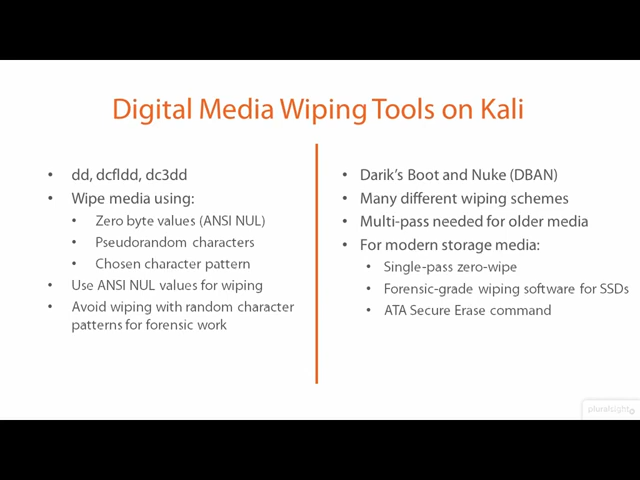 Digital Media Wiping Tools on Kali
• dd, dcfldd, dc3dd
• Wipe media using:
• Zero byte values (ANSI NUL)
• Pseudorandom characters
• Chosen character pattern
• Use ANSI NUL values for wiping
• Avoid wiping with random character
patterns for forensic work
• Darik's Boot and Nuke (DBAN)
• Many different wiping schemes
• Multi-pass needed for older media
• For modern storage media:
• Single-pass zero-wipe
• Forensic-grade wiping software for SSDs
• ATA Secure Erase command
pluralsight